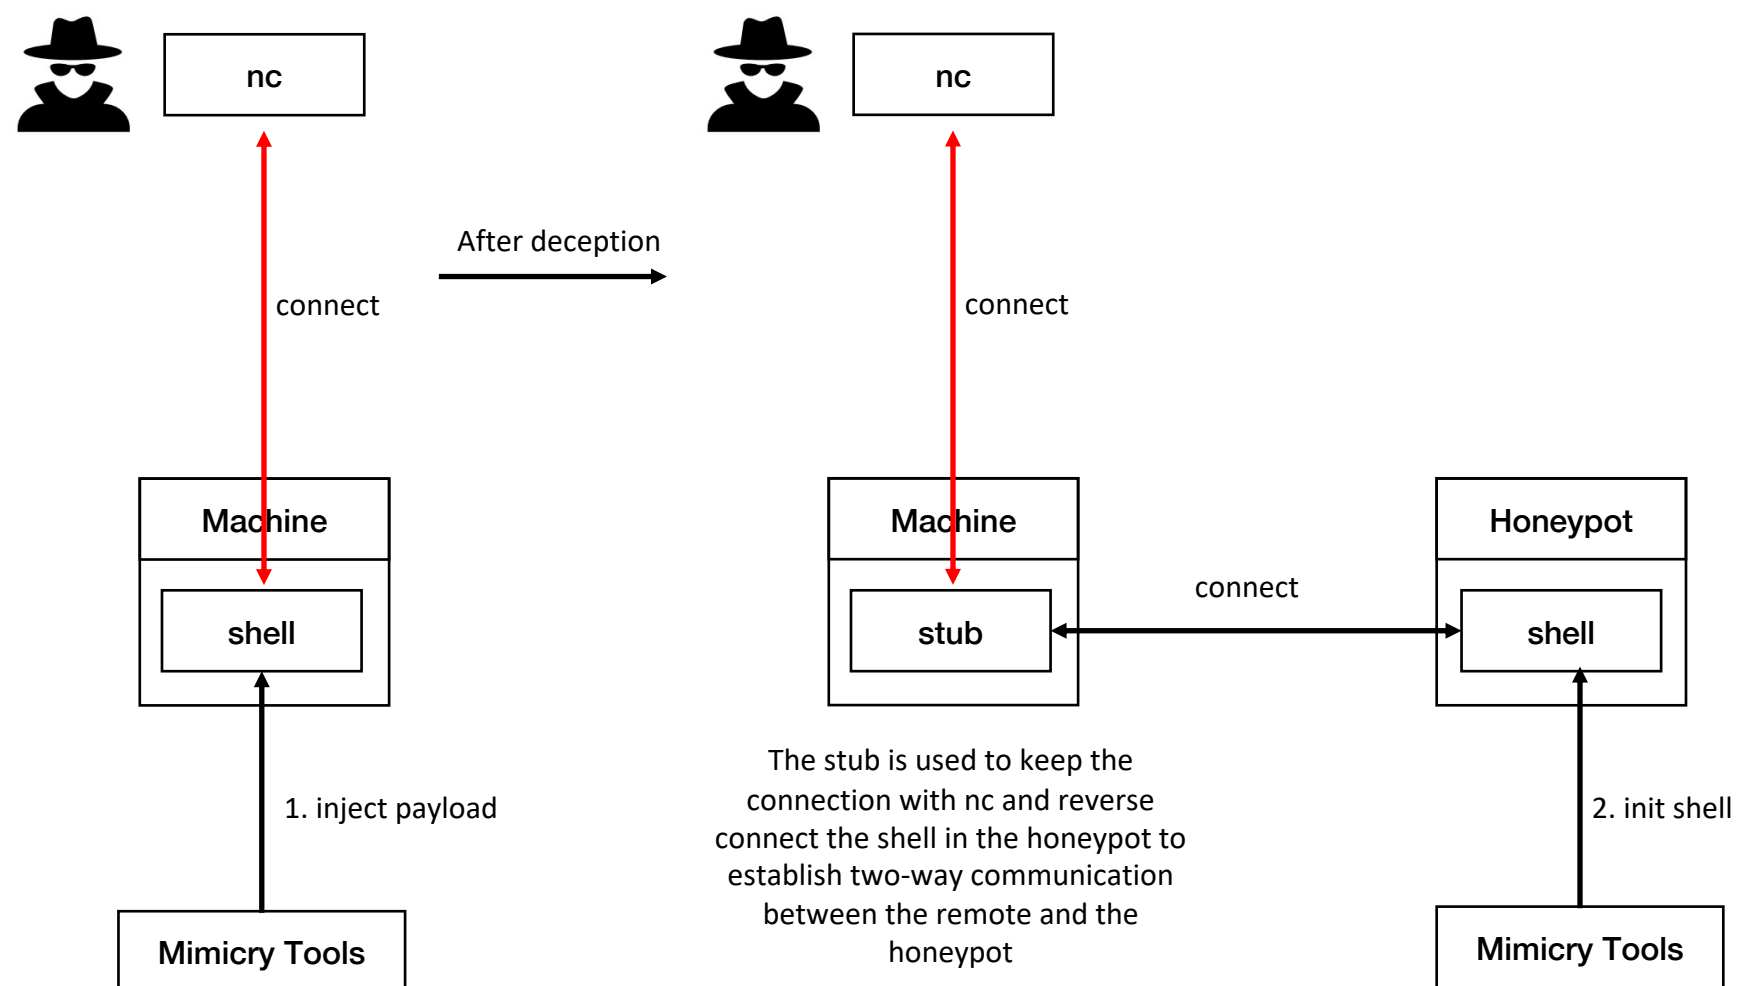 nc
nc
After deception
connect
connect
Machine
Machine
Honeypot
connect
shell
stub
shell
The stub is used to keep the
connection with nc and reverse
connect the shell in the honeypot to
establish two-way communication
between the remote and the
honeypot
1. inject payload
2. init shell
Mimicry Tools
Mimicry Tools